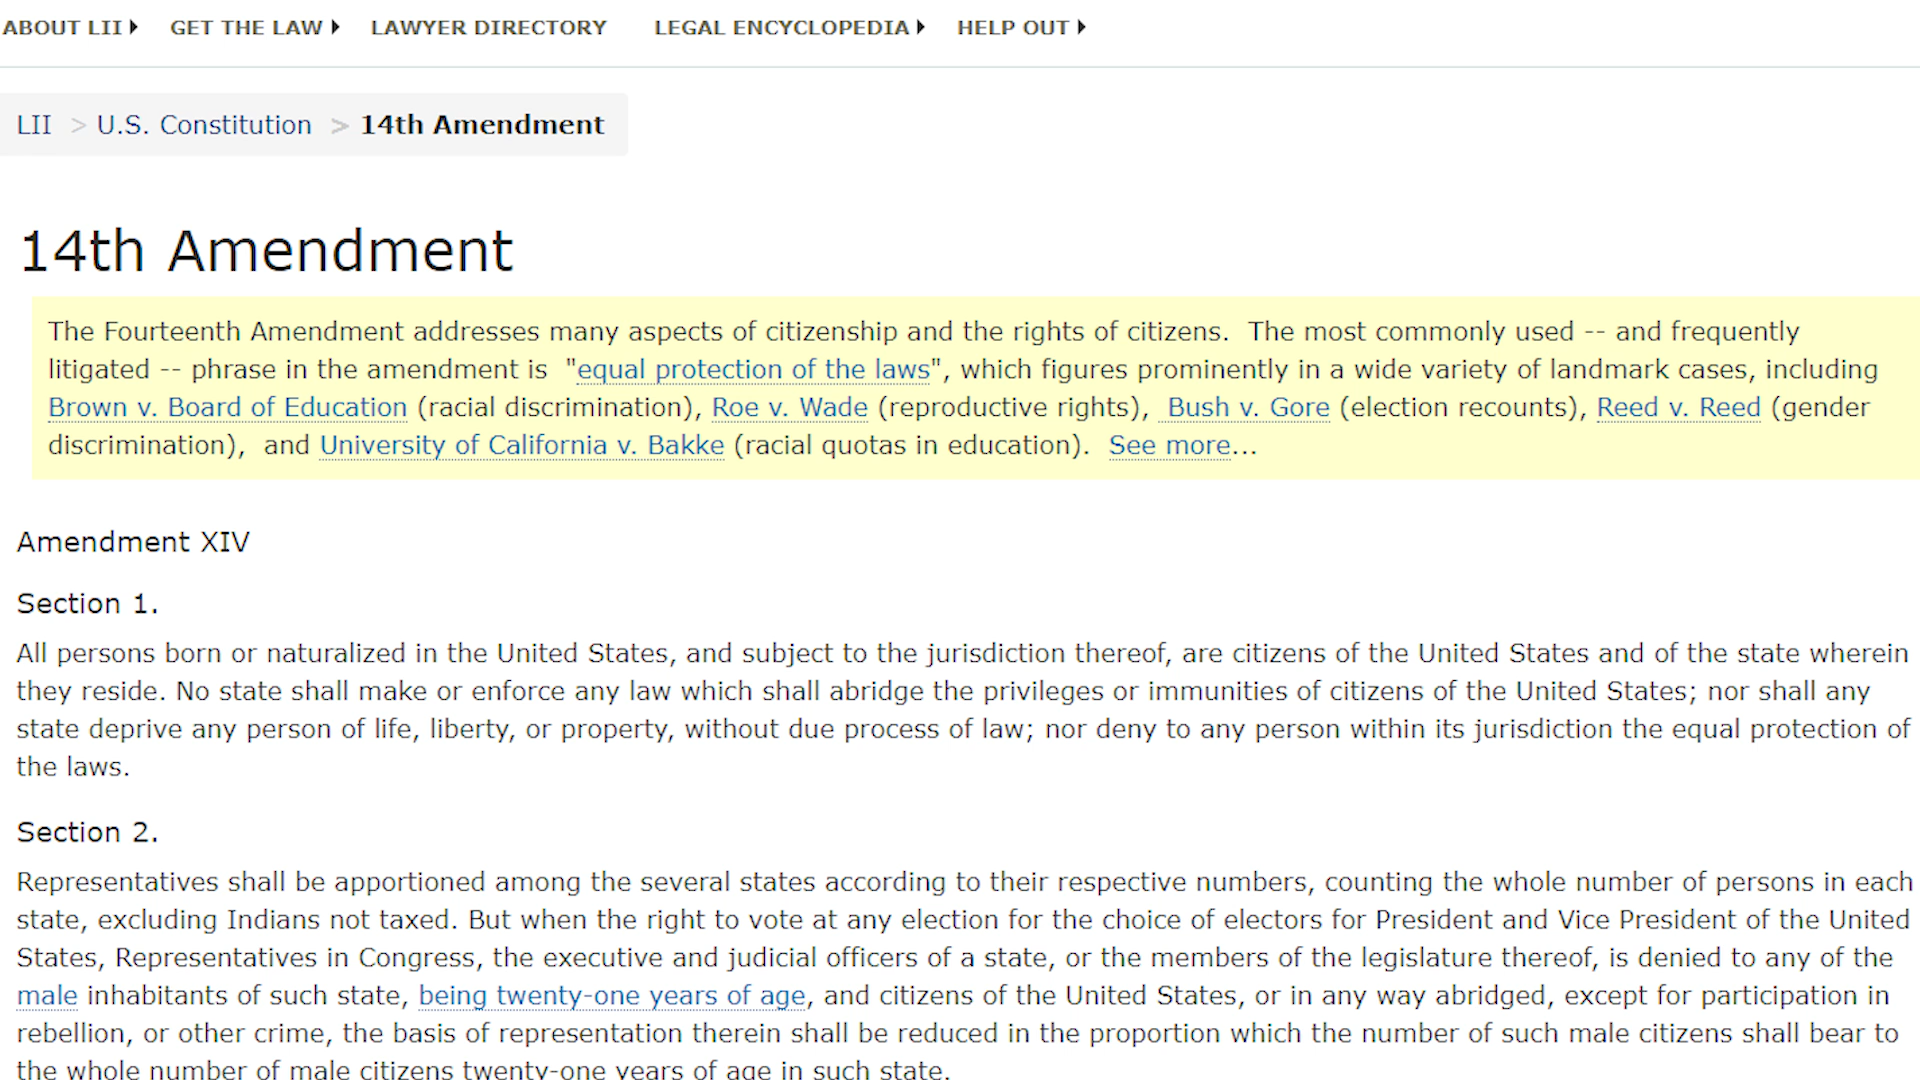 ABOUT LII GET THE LAW LAWYER DIRECTORY LEGAL ENCYCLOPEDIA HELP OUT
LII > U.S. Constitution > 14th Amendment
14th Amendment
The Fourteenth Amendment addresses many aspects of citizenship and the rights of citizens. The most commonly used -- and frequently
litigated -- phrase in the amendment is "equal protection of the laws", which figures prominently in a wide variety of landmark cases, including
Brown v. Board of Education (racial discrimination), Roe v. Wade (reproductive rights), Bush v. Gore (election recounts), Reed v. Reed (gender
discrimination), and University of California v. Bakke (racial quotas in education). See more...
Amendment XIV
Section 1.
All persons born or naturalized in the United States, and subject to the jurisdiction thereof, are citizens of the United States and of the state wherein
they reside. No state shall make or enforce any law which shall abridge the privileges or immunities of citizens of the United States; nor shall any
state deprive any person of life, liberty, or property, without due process of law; nor deny to any person within its jurisdiction the equal protection of
the laws.
Section 2.
Representatives shall be apportioned among the several states according to their respective numbers, counting the whole number of persons in each
state, excluding Indians not taxed. But when the right to vote at any election for the choice of electors for President and Vice President of the United
States, Representatives in Congress, the executive and judicial officers of a state, or the members of the legislature thereof, is denied to any of the
male inhabitants of such state, being twenty-one years of age, and citizens of the United States, or in any way abridged, except for participation in
rebellion, or other crime, the basis of representation therein shall be reduced in the proportion which the number of such male citizens shall bear to
the whole number of male citizens twenty-one years of age in such state.